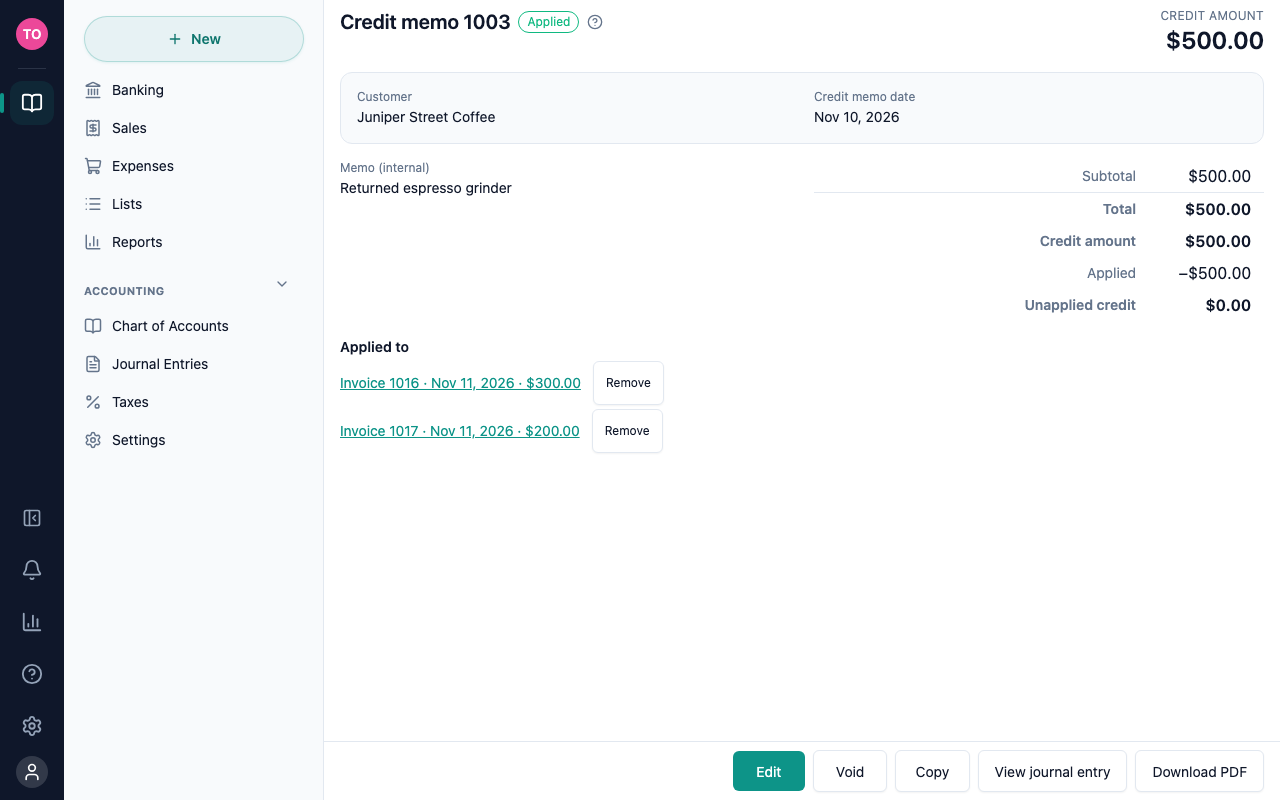 TO
New
Banking
Sales
Expenses
Lists
Reports
ACCOUNTING
Chart of Accounts
Journal Entries
Taxes
Settings
Credit memo 1003 Applied
CREDIT AMOUNT
$500.00
Customer
Juniper Street Coffee
Credit memo date
Nov 10, 2026
Memo (internal)
Returned espresso grinder
Subtotal $500.00
Total $500.00
Credit amount $500.00
Applied –$500.00
Unapplied credit $0.00
Applied to
Invoice 1016 · Nov 11, 2026 · $300.00 Remove
Invoice 1017 · Nov 11, 2026 · $200.00 Remove
Edit Void Copy View journal entry Download PDF